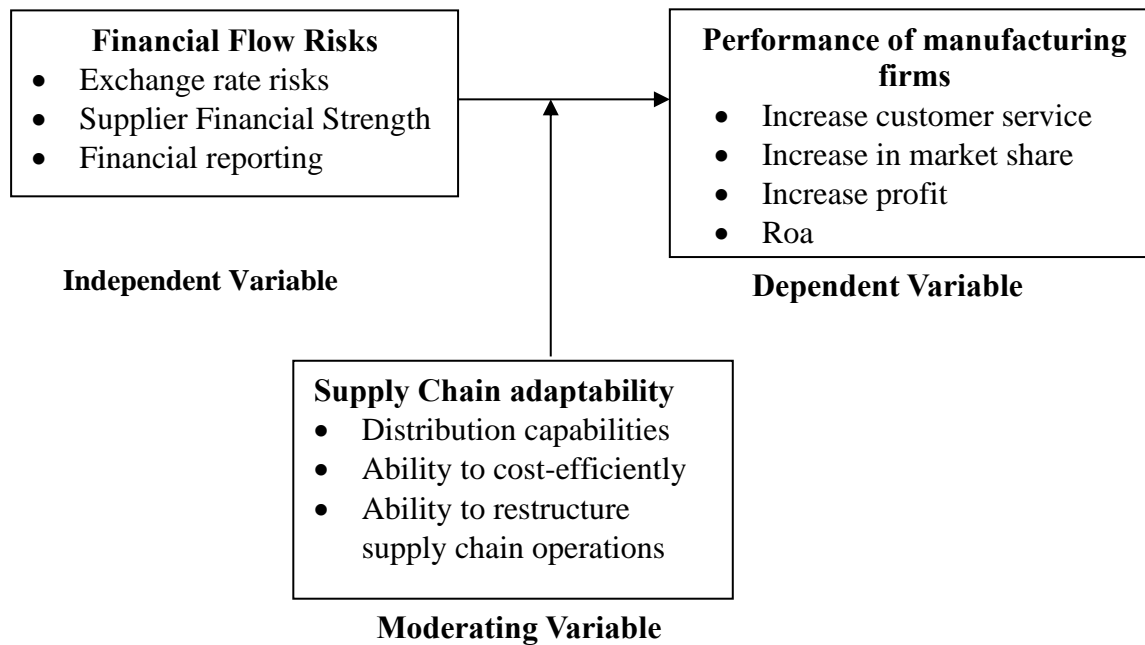 Financial Flow Risks
• Exchange rate risks
• Supplier Financial Strength
• Financial reporting
Independent Variable
Performance of manufacturing
firms
• Increase customer service
• Increase in market share
• Increase profit
• Roa
Dependent Variable
Supply Chain adaptability
• Distribution capabilities
• Ability to cost-efficiently
• Ability to restructure
supply chain operations
Moderating Variable